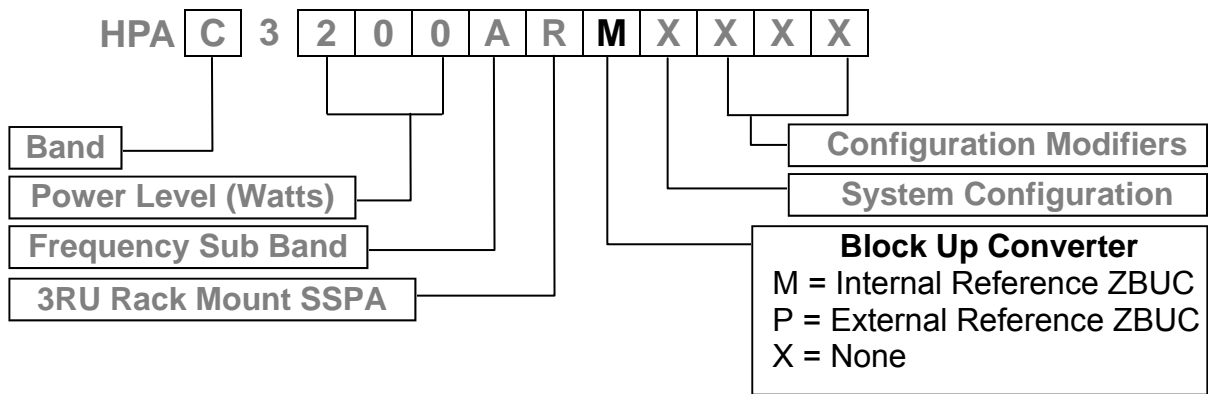 HPA C 3 2 0 0 A R M X X X X
Band
Power Level (Watts)
Frequency Sub Band
3RU Rack Mount SSPA
Configuration Modifiers
System Configuration
Block Up Converter
M = Internal Reference ZBUC
P = External Reference ZBUC
X = None